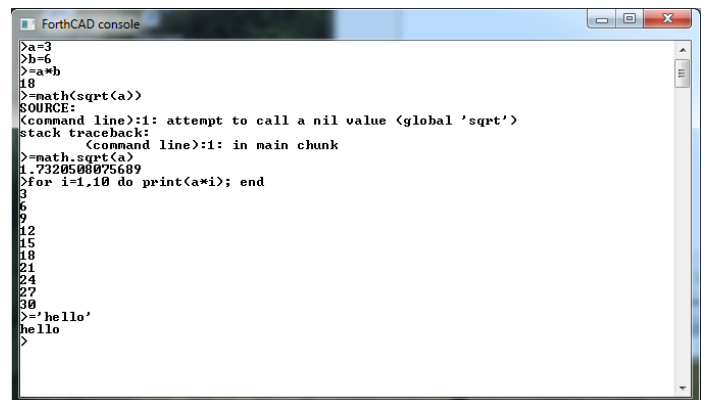 ForthCAD console
>a=3
>b=6
>=a*b
18
>=math(sqrt(a))
SOURCE:
(command line):1: attempt to call a nil value (global 'sqrt')
stack traceback:
        (command line):1: in main chunk
>=math.sqrt(a)
1.7320508075689
>for i=1,10 do print(a*i); end
3
6
9
12
15
18
21
24
27
30
>='hello'
hello
>